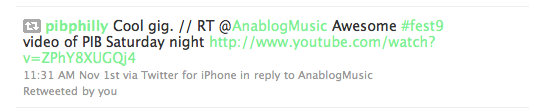 pibphilly Cool gig. // RT @AnablogMusic Awesome #fest9
video of PIB Saturday night http://www.youtube.com/watch?
v=ZPhY8XUGQj4
11:31 AM Nov 1st via Twitter for iPhone in reply to AnablogMusic
Retweeted by you